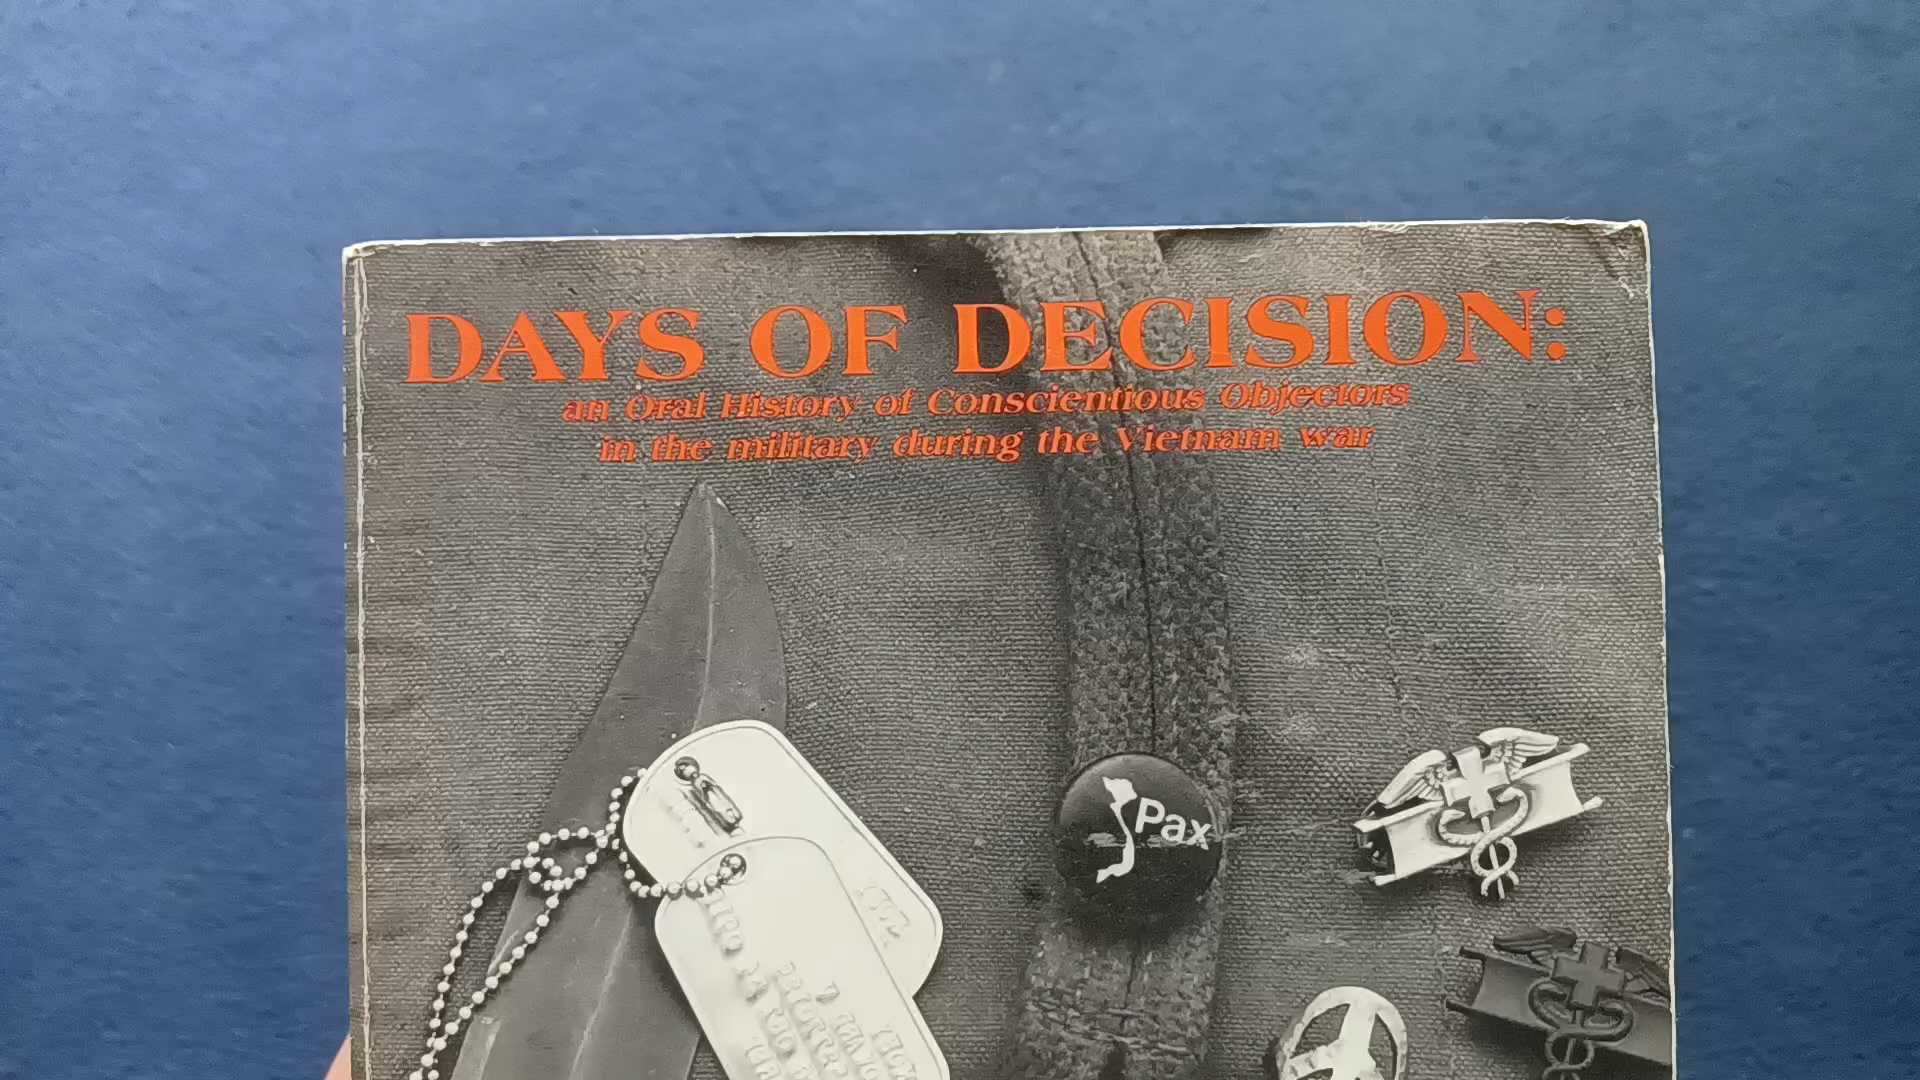 DAYS OF DECISION:
an Oral History of Conscientious Objectors
in the military during the Vietnam war
Pax